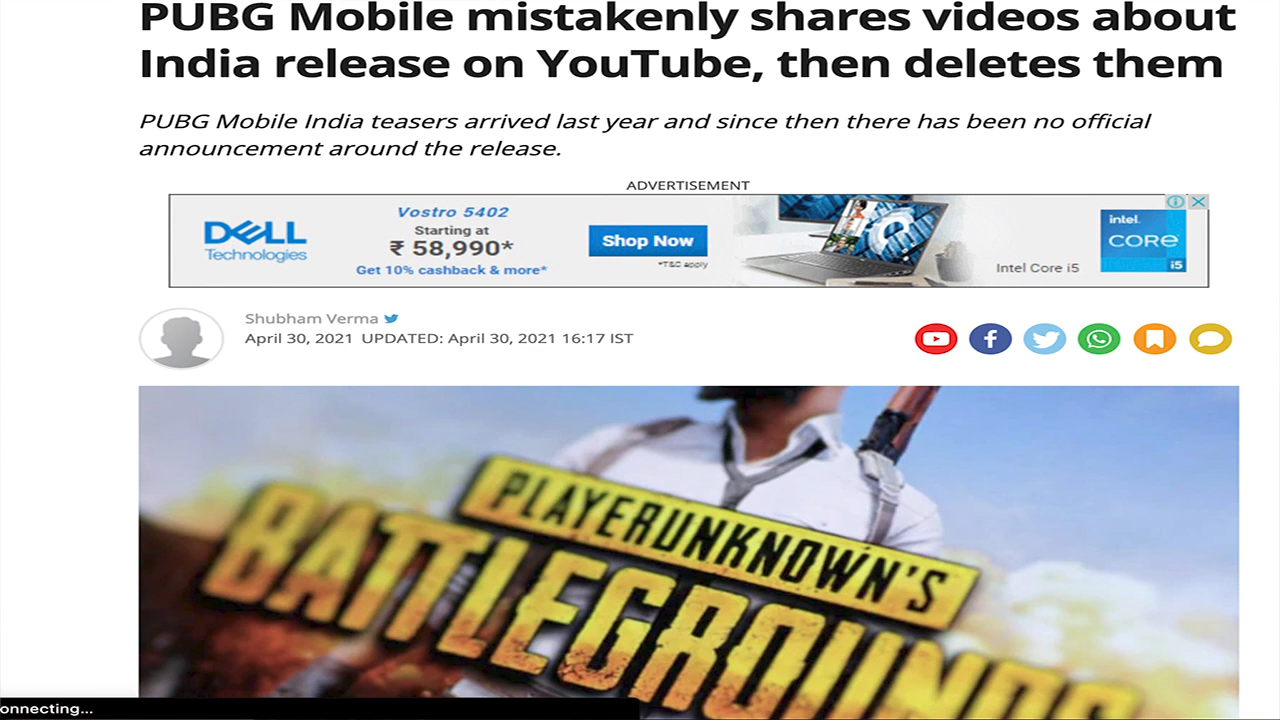 PUBG Mobile mistakenly shares videos about
India release on YouTube, then deletes them
PUBG Mobile India teasers arrived last year and since then there has been no official
announcement around the release.
ADVERTISEMENT
DELL
Technologies
Vostro 5402
Starting at
₹ 58,990*
Get 10% cashback & more*
Shop Now
*T&C apply
Intel Core i5
intel.
CORE
i5
Shubham Verma
April 30, 2021 UPDATED: April 30, 2021 16:17 IST
PLAYERUNKNOWN'S
BATTLEGROUNDS
onnecting...